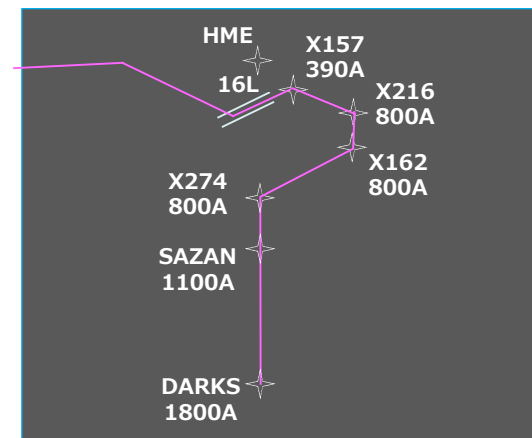 HME
X157
390A
16L
X216
800A
X162
800A
X274
800A
SAZAN
1100A
DARKS
1800A